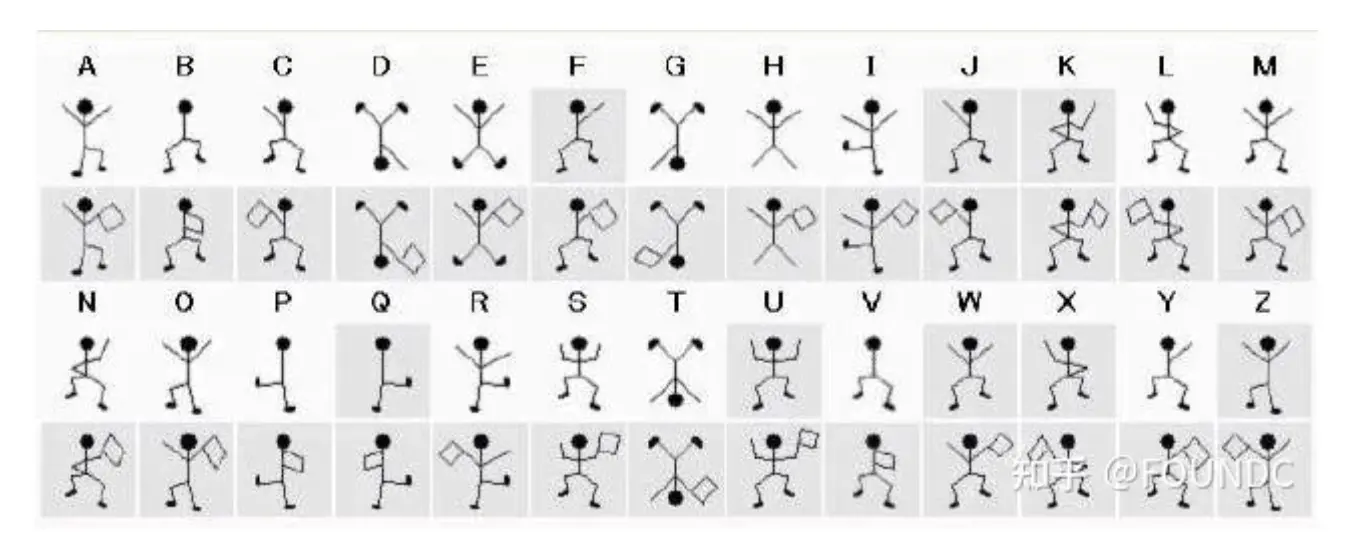 A B C D E F G H I J K L M
N O P Q R S T U V W X Y Z
知乎 @FOUNDC